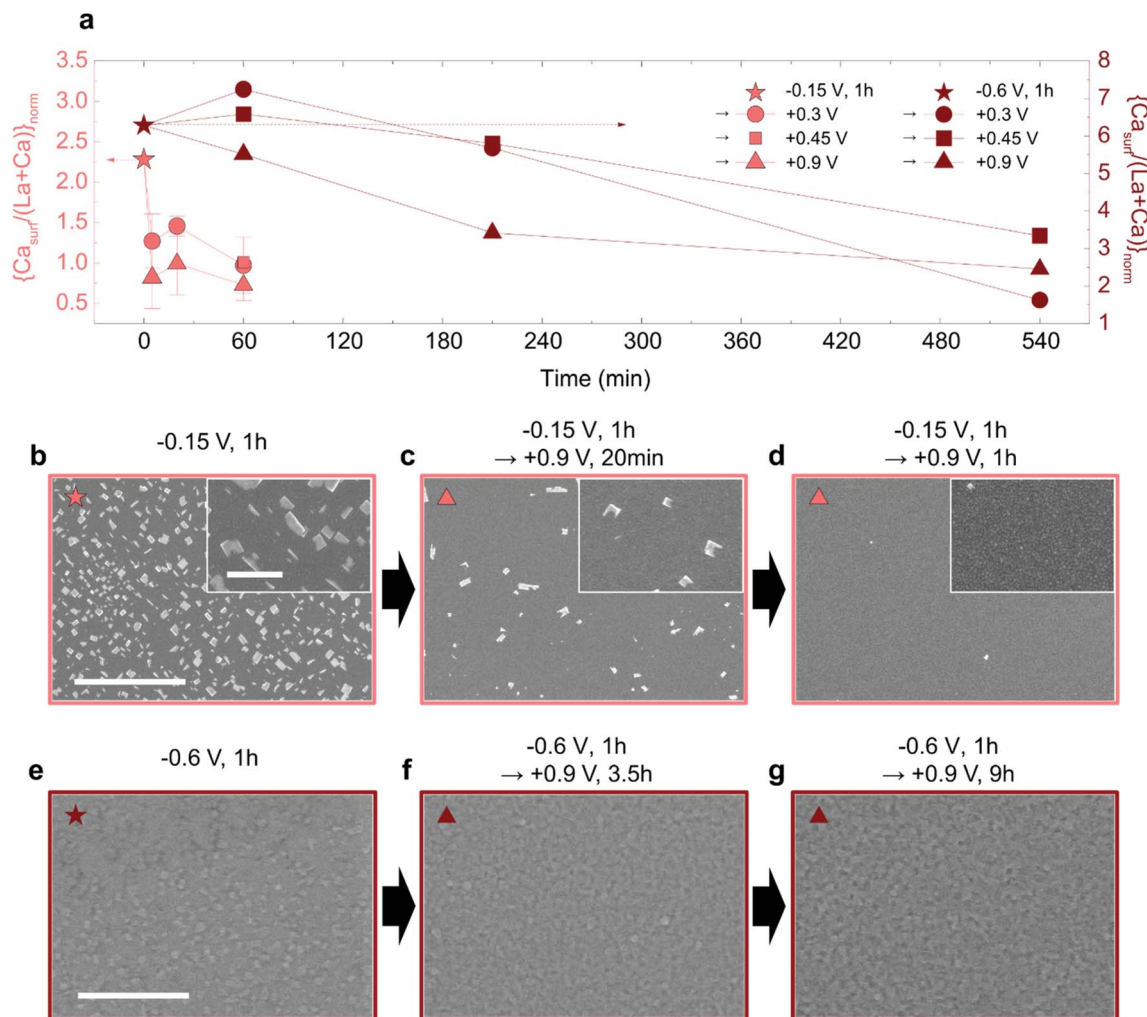 a
3.5
3.0
2.5
2.0
1.5
1.0
0.5
{Ca_surf/(La+Ca)}_norm
8
7
6
5
4
3
2
1
{Ca_surf/(La+Ca)}_norm
-0.15 V, 1h
→ +0.3 V
→ +0.45 V
→ +0.9 V
-0.6 V, 1h
→ +0.3 V
→ +0.45 V
→ +0.9 V
0 60 120 180 240 300 360 420 480 540
Time (min)
b
-0.15 V, 1h
c
-0.15 V, 1h
→ +0.9 V, 20min
d
-0.15 V, 1h
→ +0.9 V, 1h
e
-0.6 V, 1h
f
-0.6 V, 1h
→ +0.9 V, 3.5h
g
-0.6 V, 1h
→ +0.9 V, 9h